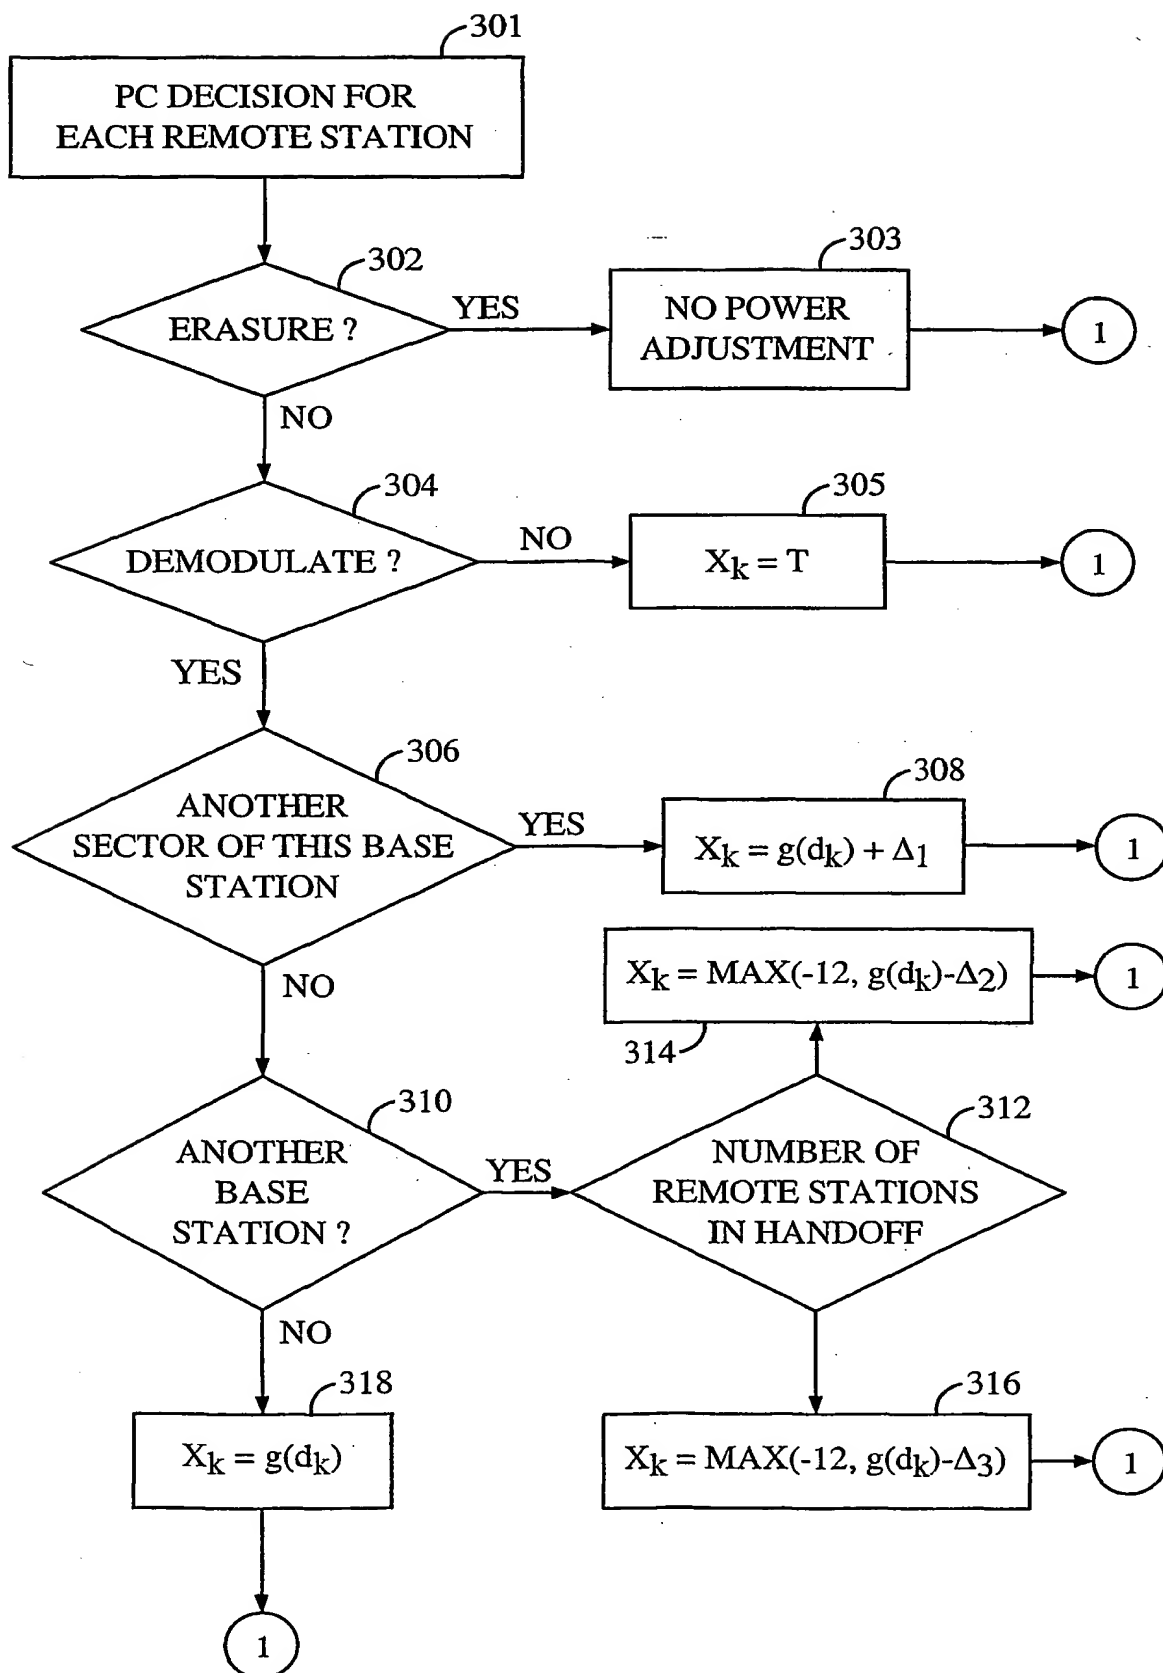 301
PC DECISION FOR
EACH REMOTE STATION
302
ERASURE ?
YES
303
NO POWER
ADJUSTMENT
1
NO
304
DEMODULATE ?
NO
305
Xk = T
1
YES
306
ANOTHER
SECTOR OF THIS BASE
STATION
YES
308
Xk = g(dk) + Δ1
1
NO
Xk = MAX(-12, g(dk)-Δ2)
314
1
310
ANOTHER
BASE
STATION ?
YES
312
NUMBER OF
REMOTE STATIONS
IN HANDOFF
NO
318
Xk = g(dk)
316
Xk = MAX(-12, g(dk)-Δ3)
1
1